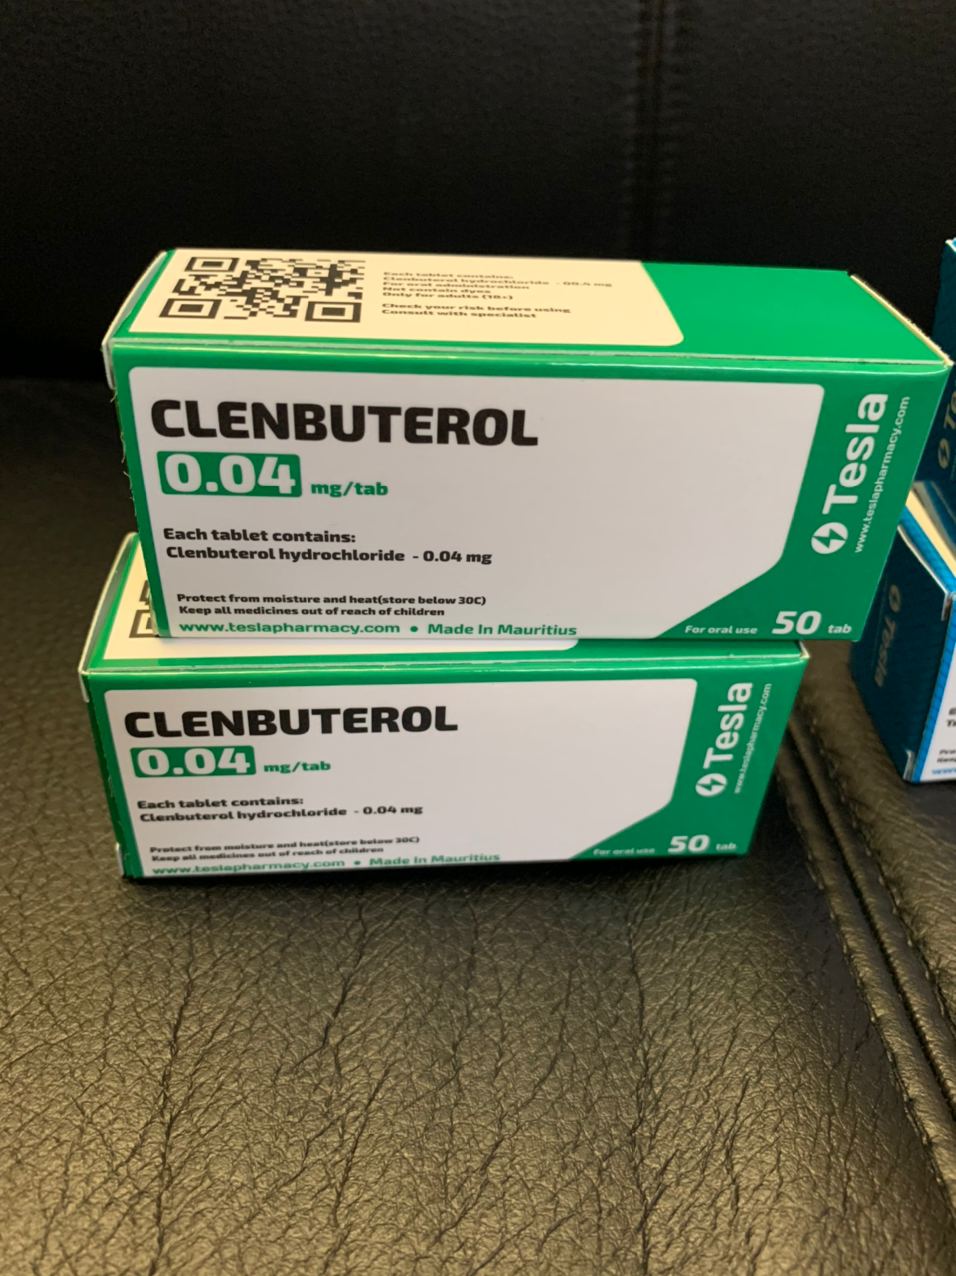 Each tablet contains:
Clenbuterol hydrochloride
For oral administration
Not contain dyes
Only for adults (18+)
Check your risk before using
Consult with specialist
CLENBUTEROL
0.04 mg/tab
Each tablet contains:
Clenbuterol hydrochloride - 0.04 mg
Protect from moisture and heat(store below 30C)
Keep all medicines out of reach of children
www.teslapharmacy.com • Made In Mauritius
For oral use 50 tab
Tesla
www.teslapharmacy.com
CLENBUTEROL
0.04 mg/tab
Each tablet contains:
Clenbuterol hydrochloride - 0.04 mg
Protect from moisture and heat(store below 30C)
Keep all medicines out of reach of children
www.teslapharmacy.com • Made In Mauritius
For oral use 50 tab
Tesla
www.teslapharmacy.com
Tesla